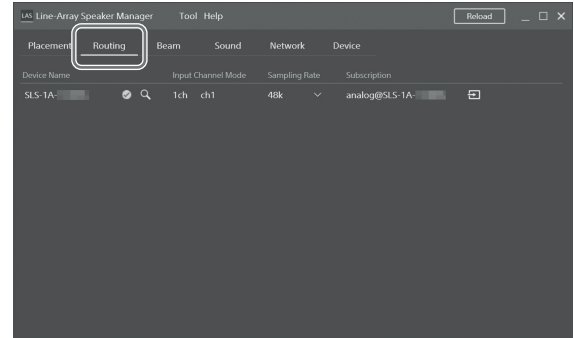 LAS Line-Array Speaker Manager Tool Help Reload
Placement Routing Beam Sound Network Device
Device Name Input Channel Mode Sampling Rate Subscription
SLS-1A- 1ch ch1 48k analog@SLS-1A-